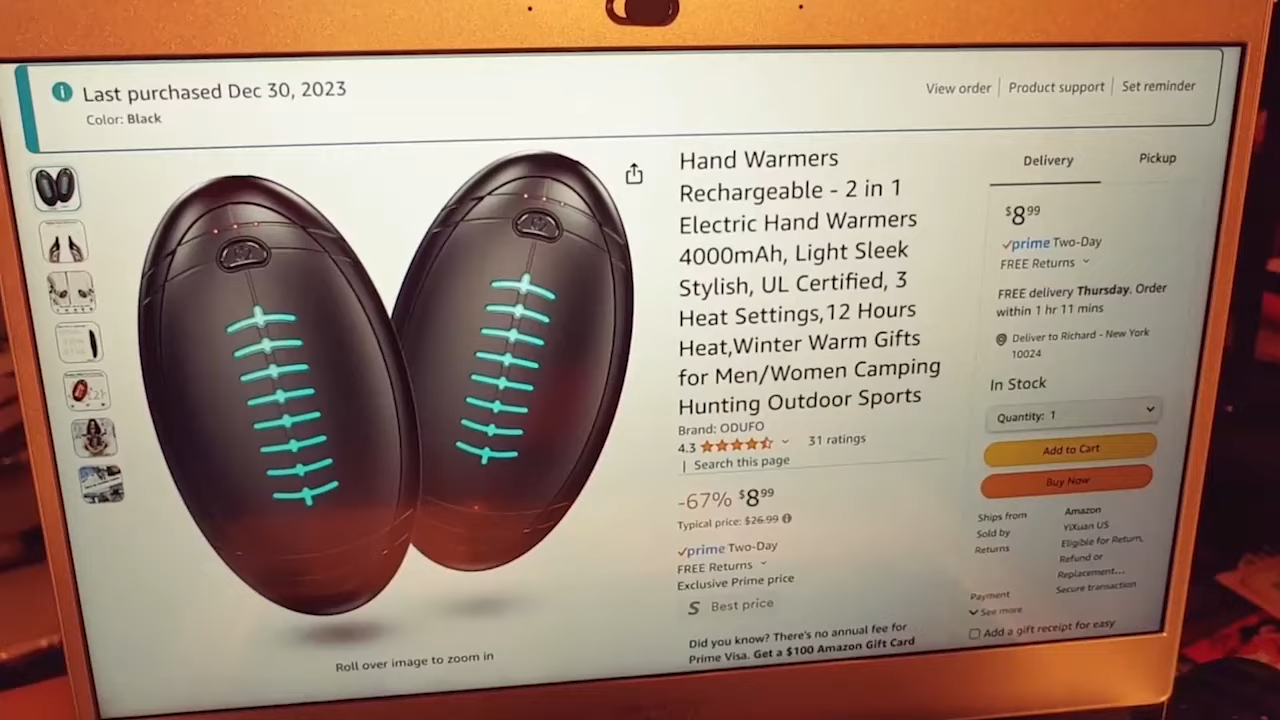 Last purchased Dec 30, 2023
Color: Black
View order
Product support
Set reminder
Hand Warmers
Rechargeable - 2 in 1
Electric Hand Warmers
4000mAh, Light Sleek
Stylish, UL Certified, 3
Heat Settings,12 Hours
Heat,Winter Warm Gifts
for Men/Women Camping
Hunting Outdoor Sports
Brand: ODUFO
4.3
31 ratings
| Search this page
-67% $8 99
Typical price: $26.99
prime Two-Day
FREE Returns
Exclusive Prime price
S Best price
Did you know? There's no annual fee for
Prime Visa. Get a $100 Amazon Gift Card
Roll over image to zoom in
Delivery
Pickup
$8 99
prime Two-Day
FREE Returns
FREE delivery Thursday. Order
within 1 hr 11 mins
Deliver to Richard - New York
10024
In Stock
Quantity: 1
Add to Cart
Buy Now
Ships from
Amazon
Sold by
YiXuan US
Returns
Eligible for Return,
Refund or
Replacement...
Payment
Secure transaction
See more
Add a gift receipt for easy